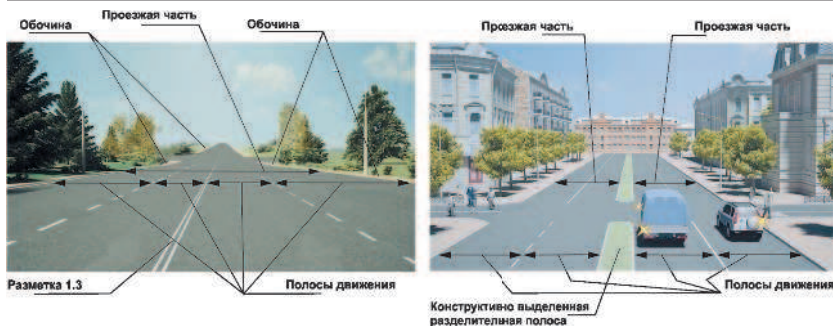 Обочина
Проезжая часть
Обочина
Разметка 1.3
Полосы движения
Проезжая часть
Проезжая часть
Полосы движения
Конструктивно выделенная
разделительная полоса